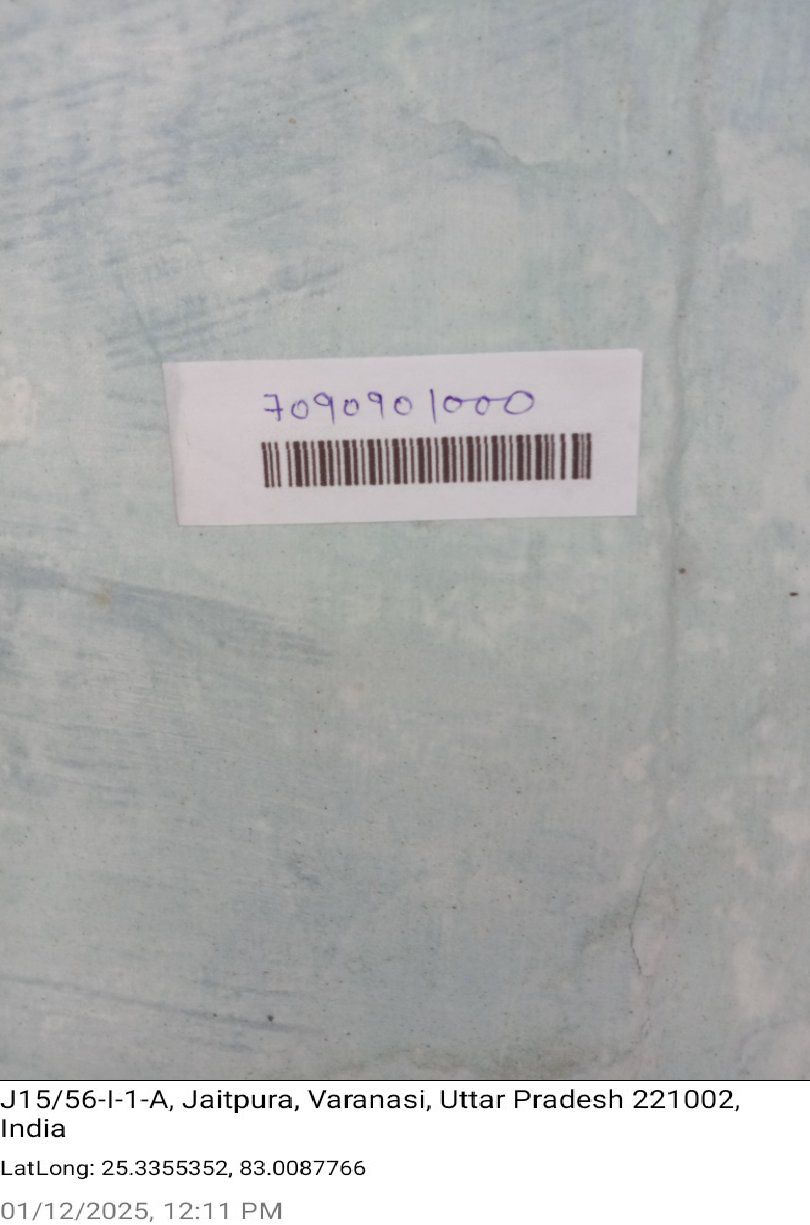 7090901000
J15/56-I-1-A, Jaitpura, Varanasi, Uttar Pradesh 221002,
India
LatLong: 25.3355352, 83.0087766
01/12/2025, 12:11 PM